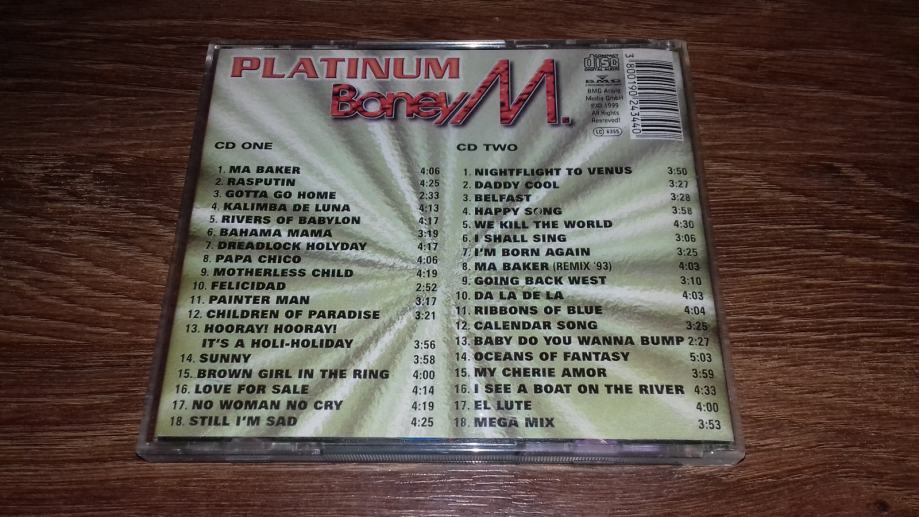 PLATINUM
Boney M.
COMPACT
disc
DIGITAL AUDIO
BMG
BMG Ariola
Media GmbH
℗© 1999
All Rights
Reserved!
LC 6355
3 800190 243440
CD ONE
1. MA BAKER 4:06
2. RASPUTIN 4:25
3. GOTTA GO HOME 2:33
4. KALIMBA DE LUNA 4:13
5. RIVERS OF BABYLON 4:17
6. BAHAMA MAMA 3:19
7. DREADLOCK HOLYDAY 4:17
8. PAPA CHICO 4:06
9. MOTHERLESS CHILD 4:19
10. FELICIDAD 2:52
11. PAINTER MAN 3:17
12. CHILDREN OF PARADISE 3:21
13. HOORAY! HOORAY!
IT'S A HOLI-HOLIDAY 3:56
14. SUNNY 3:58
15. BROWN GIRL IN THE RING 4:00
16. LOVE FOR SALE 4:14
17. NO WOMAN NO CRY 4:19
18. STILL I'M SAD 4:25
CD TWO
1. NIGHTFLIGHT TO VENUS 3:50
2. DADDY COOL 3:27
3. BELFAST 3:28
4. HAPPY SONG 3:58
5. WE KILL THE WORLD 4:30
6. I SHALL SING 3:06
7. I'M BORN AGAIN 3:25
8. MA BAKER (REMIX '93) 4:03
9. GOING BACK WEST 3:10
10. DA LA DE LA 4:03
11. RIBBONS OF BLUE 4:04
12. CALENDAR SONG 3:25
13. BABY DO YOU WANNA BUMP 2:27
14. OCEANS OF FANTASY 5:03
15. MY CHERIE AMOR 3:59
16. I SEE A BOAT ON THE RIVER 4:33
17. EL LUTE 4:00
18. MEGA MIX 3:53